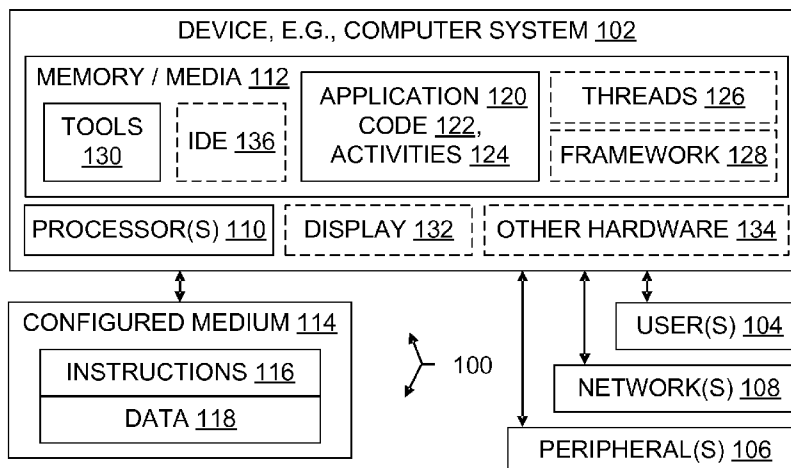 DEVICE, E.G., COMPUTER SYSTEM 102
MEMORY / MEDIA 112
TOOLS
130
IDE 136
APPLICATION 120
CODE 122,
ACTIVITIES 124
THREADS 126
FRAMEWORK 128
PROCESSOR(S) 110
DISPLAY 132
OTHER HARDWARE 134
CONFIGURED MEDIUM 114
INSTRUCTIONS 116
DATA 118
100
USER(S) 104
NETWORK(S) 108
PERIPHERAL(S) 106